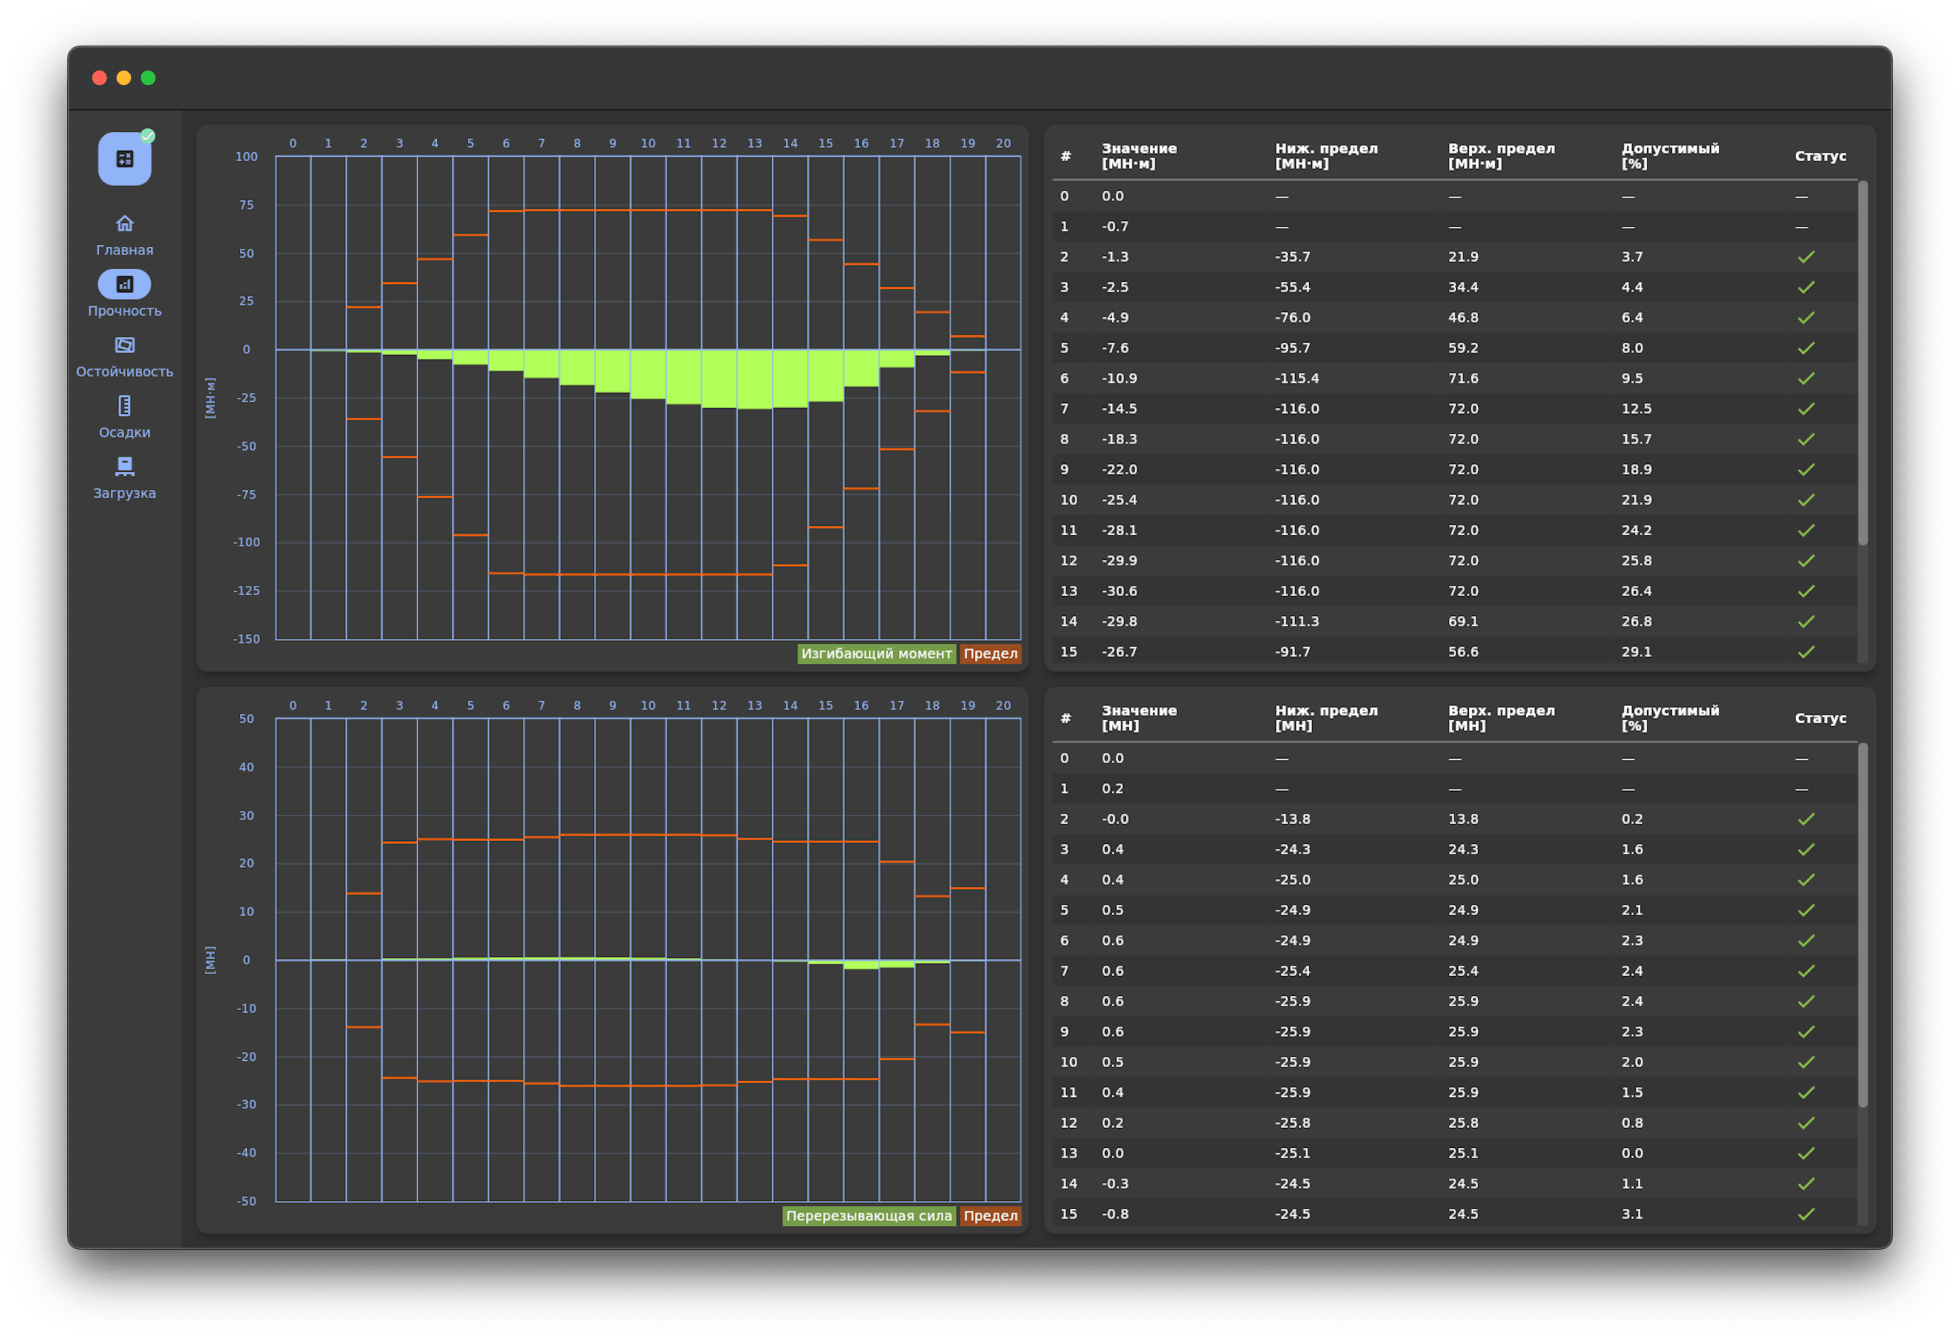 Главная
Прочность
Остойчивость
Осадки
Загрузка
0 1 2 3 4 5 6 7 8 9 10 11 12 13 14 15 16 17 18 19 20
100
75
50
25
0
-25
-50
-75
-100
-125
-150
[МН·м]
Изгибающий момент Предел
# Значение [МН·м] Ниж. предел [МН·м] Верх. предел [МН·м] Допустимый [%] Статус
0 0.0 — — — —
1 -0.7 — — — —
2 -1.3 -35.7 21.9 3.7
3 -2.5 -55.4 34.4 4.4
4 -4.9 -76.0 46.8 6.4
5 -7.6 -95.7 59.2 8.0
6 -10.9 -115.4 71.6 9.5
7 -14.5 -116.0 72.0 12.5
8 -18.3 -116.0 72.0 15.7
9 -22.0 -116.0 72.0 18.9
10 -25.4 -116.0 72.0 21.9
11 -28.1 -116.0 72.0 24.2
12 -29.9 -116.0 72.0 25.8
13 -30.6 -116.0 72.0 26.4
14 -29.8 -111.3 69.1 26.8
15 -26.7 -91.7 56.6 29.1
0 1 2 3 4 5 6 7 8 9 10 11 12 13 14 15 16 17 18 19 20
50
40
30
20
10
0
-10
-20
-30
-40
-50
[МН]
Перерезывающая сила Предел
# Значение [МН] Ниж. предел [МН] Верх. предел [МН] Допустимый [%] Статус
0 0.0 — — — —
1 0.2 — — — —
2 -0.0 -13.8 13.8 0.2
3 0.4 -24.3 24.3 1.6
4 0.4 -25.0 25.0 1.6
5 0.5 -24.9 24.9 2.1
6 0.6 -24.9 24.9 2.3
7 0.6 -25.4 25.4 2.4
8 0.6 -25.9 25.9 2.4
9 0.6 -25.9 25.9 2.3
10 0.5 -25.9 25.9 2.0
11 0.4 -25.9 25.9 1.5
12 0.2 -25.8 25.8 0.8
13 0.0 -25.1 25.1 0.0
14 -0.3 -24.5 24.5 1.1
15 -0.8 -24.5 24.5 3.1